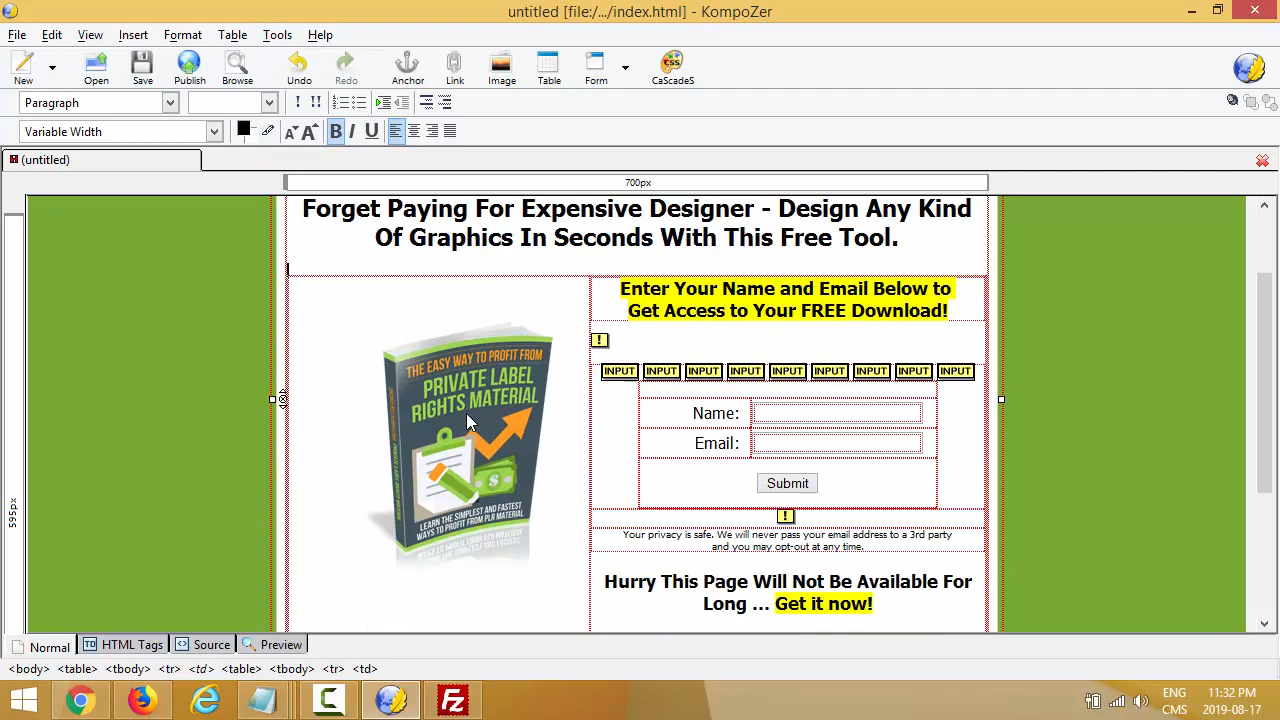 untitled [file:/.../index.html] - KompoZer
File Edit View Insert Format Table Tools Help
New Open Save Publish Browse Undo Redo Anchor Link Image Table Form CaScadeS
Paragraph
Variable Width
(untitled)
700px
Forget Paying For Expensive Designer - Design Any Kind
Of Graphics In Seconds With This Free Tool.
Enter Your Name and Email Below to
Get Access to Your FREE Download!
INPUT INPUT INPUT INPUT INPUT INPUT INPUT INPUT INPUT
Name:
Email:
Submit
Your privacy is safe. We will never pass your email address to a 3rd party
and you may opt-out at any time.
Hurry This Page Will Not Be Available For
Long ... Get it now!
THE EASY WAY TO PROFIT FROM
PRIVATE LABEL
RIGHTS MATERIAL
LEARN THE SIMPLEST AND FASTEST
WAYS TO PROFIT FROM PLR MATERIAL
595px
Normal HTML Tags Source Preview
<body> <table> <tbody> <tr> <td> <table> <tbody> <tr> <td>
ENG 11:32 PM
CMS 2019-08-17